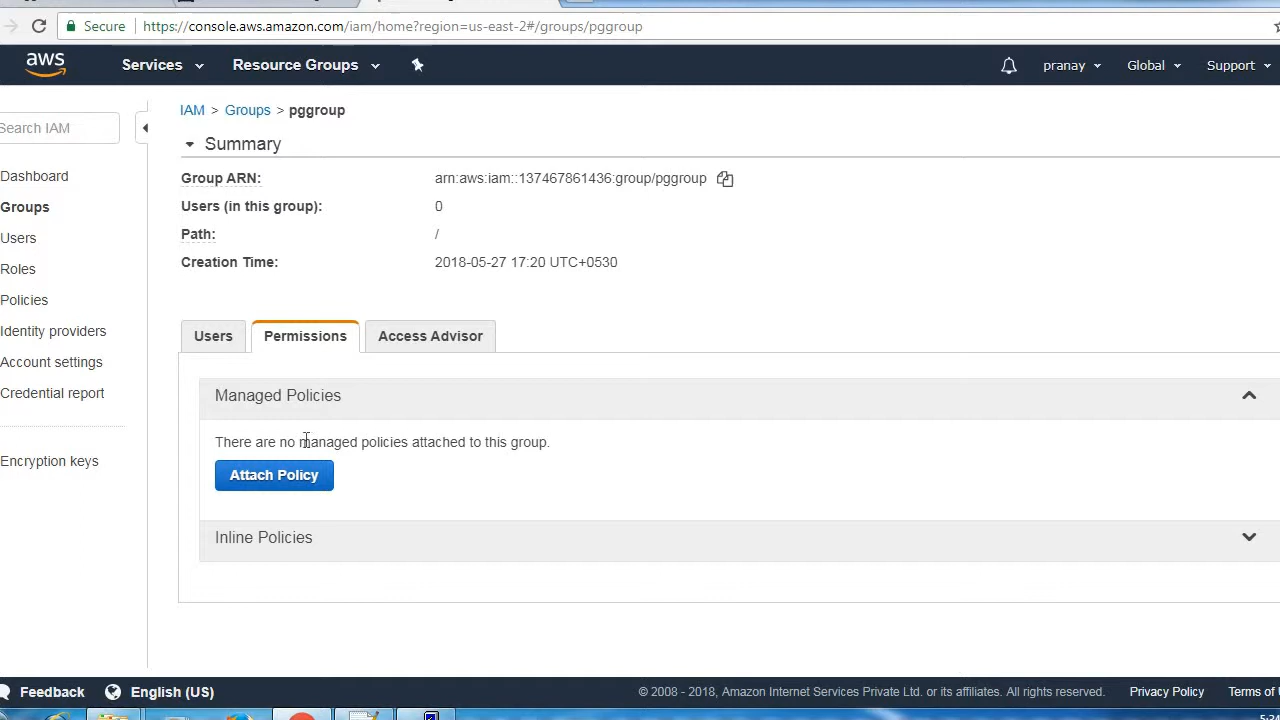 Secure https://console.aws.amazon.com/iam/home?region=us-east-2#/groups/pggroup
aws Services Resource Groups pranay Global Support
IAM > Groups > pggroup
Search IAM
Summary
Dashboard
Group ARN: arn:aws:iam::137467861436:group/pggroup
Groups
Users (in this group): 0
Users
Path: /
Roles
Creation Time: 2018-05-27 17:20 UTC+0530
Policies
Identity providers
Account settings
Credential report
Encryption keys
Users Permissions Access Advisor
Managed Policies
There are no managed policies attached to this group.
Attach Policy
Inline Policies
Feedback English (US) © 2008 - 2018, Amazon Internet Services Private Ltd. or its affiliates. All rights reserved. Privacy Policy Terms of